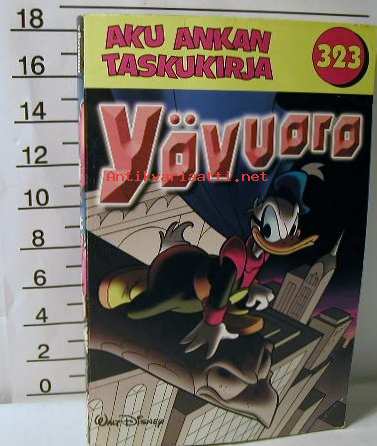 AKU ANKAN
TASKUKIRJA
323
Yövuoro
Antikvariaatti.net
WALT DISNEY
18
16
14
12
10
8
6
4
2
0